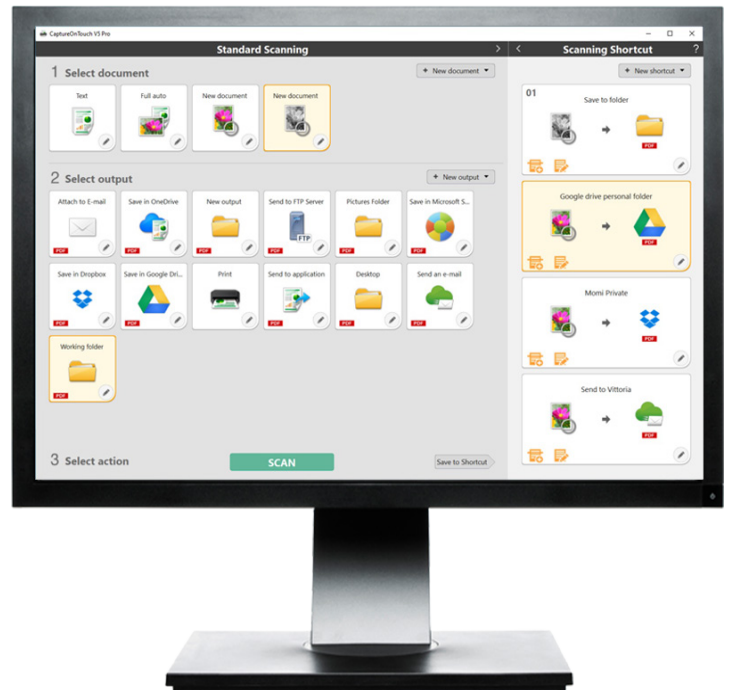 CaptureOnTouch V5 Pro
Standard Scanning
Scanning Shortcut
?
1 Select document
+ New document
+ New shortcut
Text
Full auto
New document
New document
01
Save to folder
PDF
2 Select output
+ New output
Attach to E-mail
PDF
Save in OneDrive
PDF
New output
PDF
Send to FTP Server
FTP
PDF
Pictures Folder
PDF
Save in Microsoft S...
PDF
Google drive personal folder
PDF
Save in Dropbox
PDF
Save in Google Dri...
PDF
Print
Send to application
PDF
Desktop
PDF
Send an e-mail
PDF
Momi Private
PDF
Working folder
PDF
Send to Vittoria
PDF
3 Select action
SCAN
Save to Shortcut